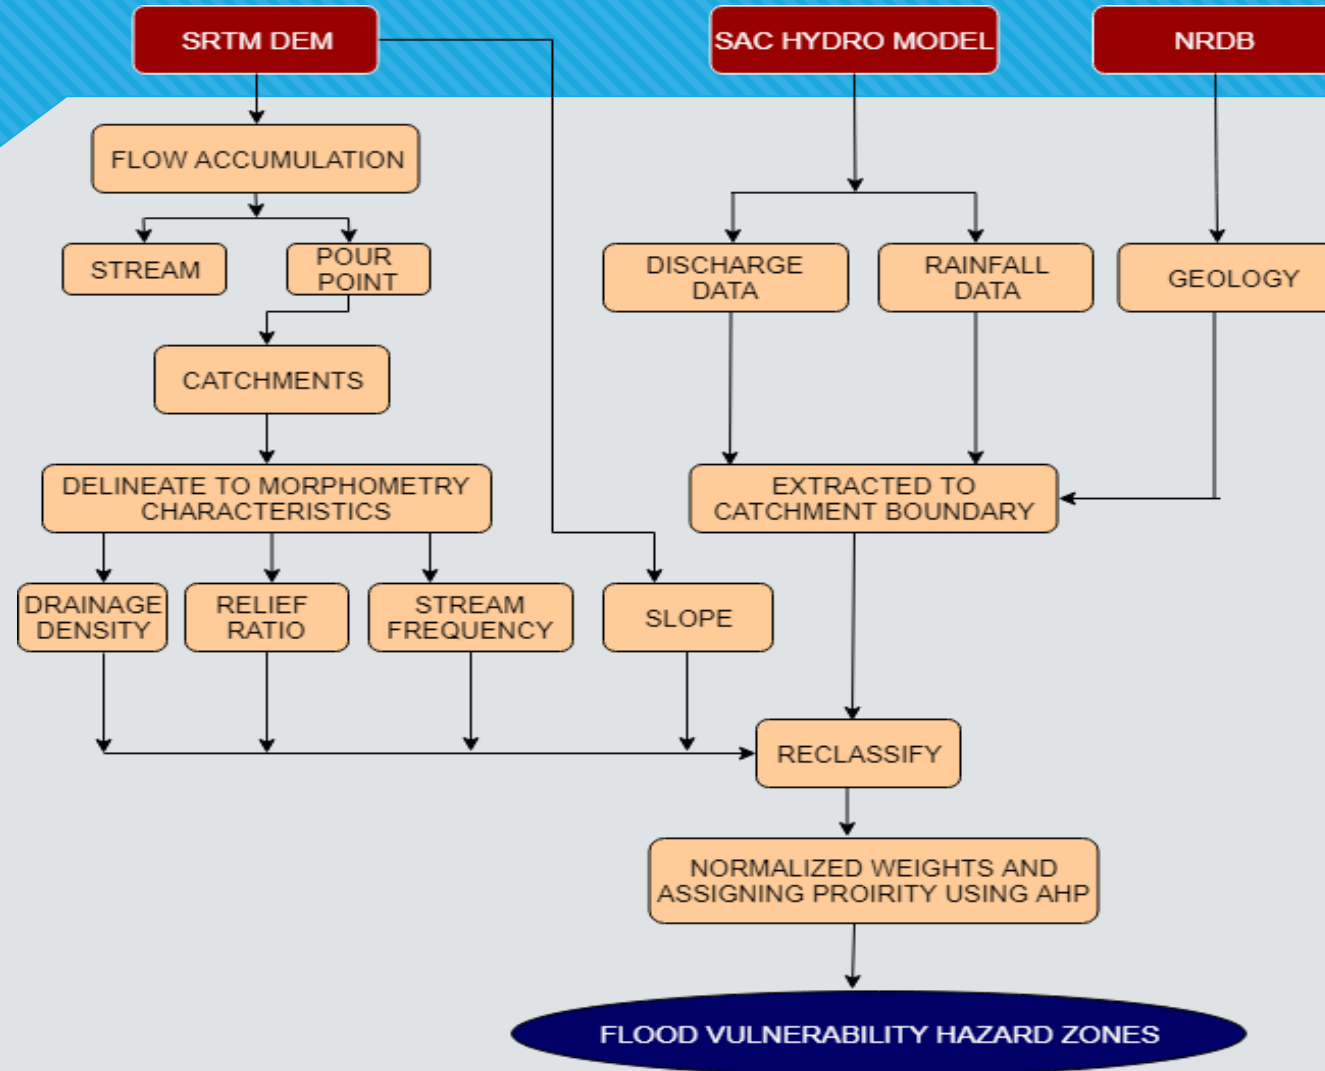 SRTM DEM
SAC HYDRO MODEL
NRDB
FLOW ACCUMULATION
STREAM
POUR
POINT
DISCHARGE
DATA
RAINFALL
DATA
GEOLOGY
CATCHMENTS
DELINEATE TO MORPHOMETRY
CHARACTERISTICS
EXTRACTED TO
CATCHMENT BOUNDARY
DRAINAGE
DENSITY
RELIEF
RATIO
STREAM
FREQUENCY
SLOPE
RECLASSIFY
NORMALIZED WEIGHTS AND
ASSIGNING PROIRITY USING AHP
FLOOD VULNERABILITY HAZARD ZONES